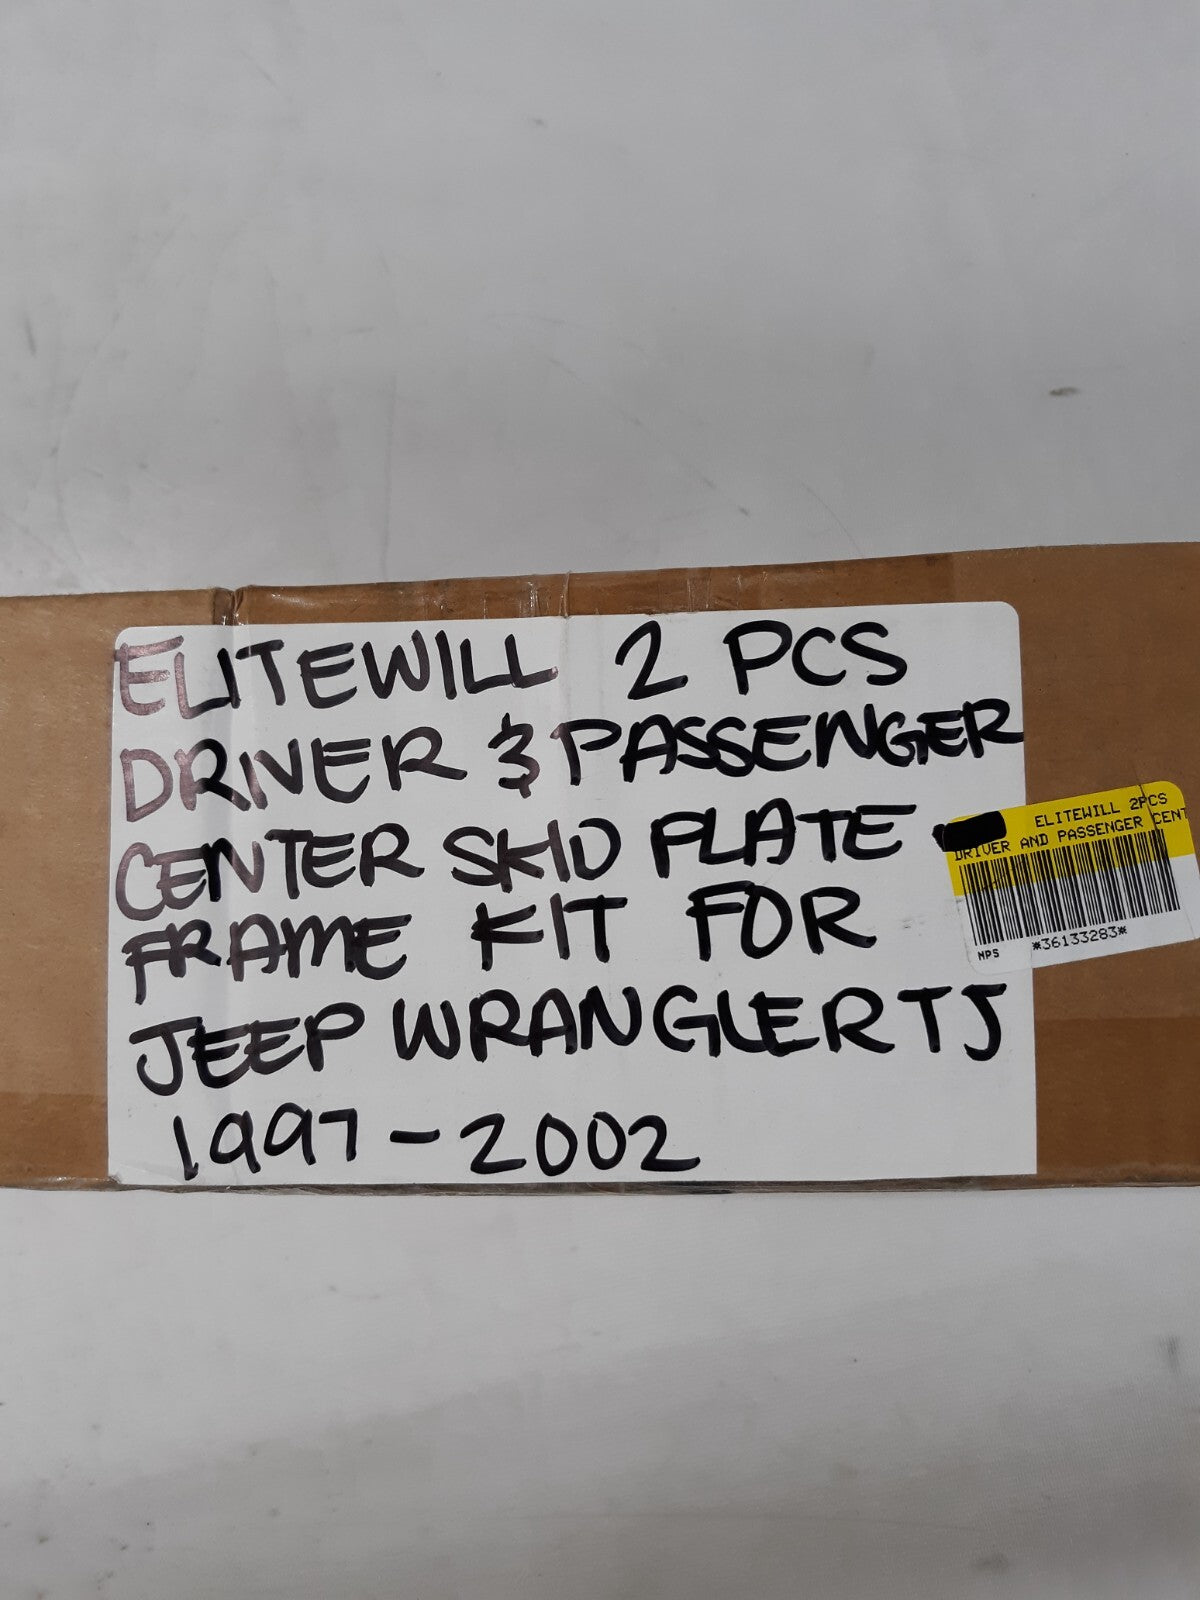 ELITEWILL 2 PCS
DRIVER & PASSENGER
CENTER SKID PLATE
FRAME KIT FOR
JEEP WRANGLER TJ
1997-2002
ELITEWILL 2PCS
DRIVER AND PASSENGER CENT
*36133283*
NPS